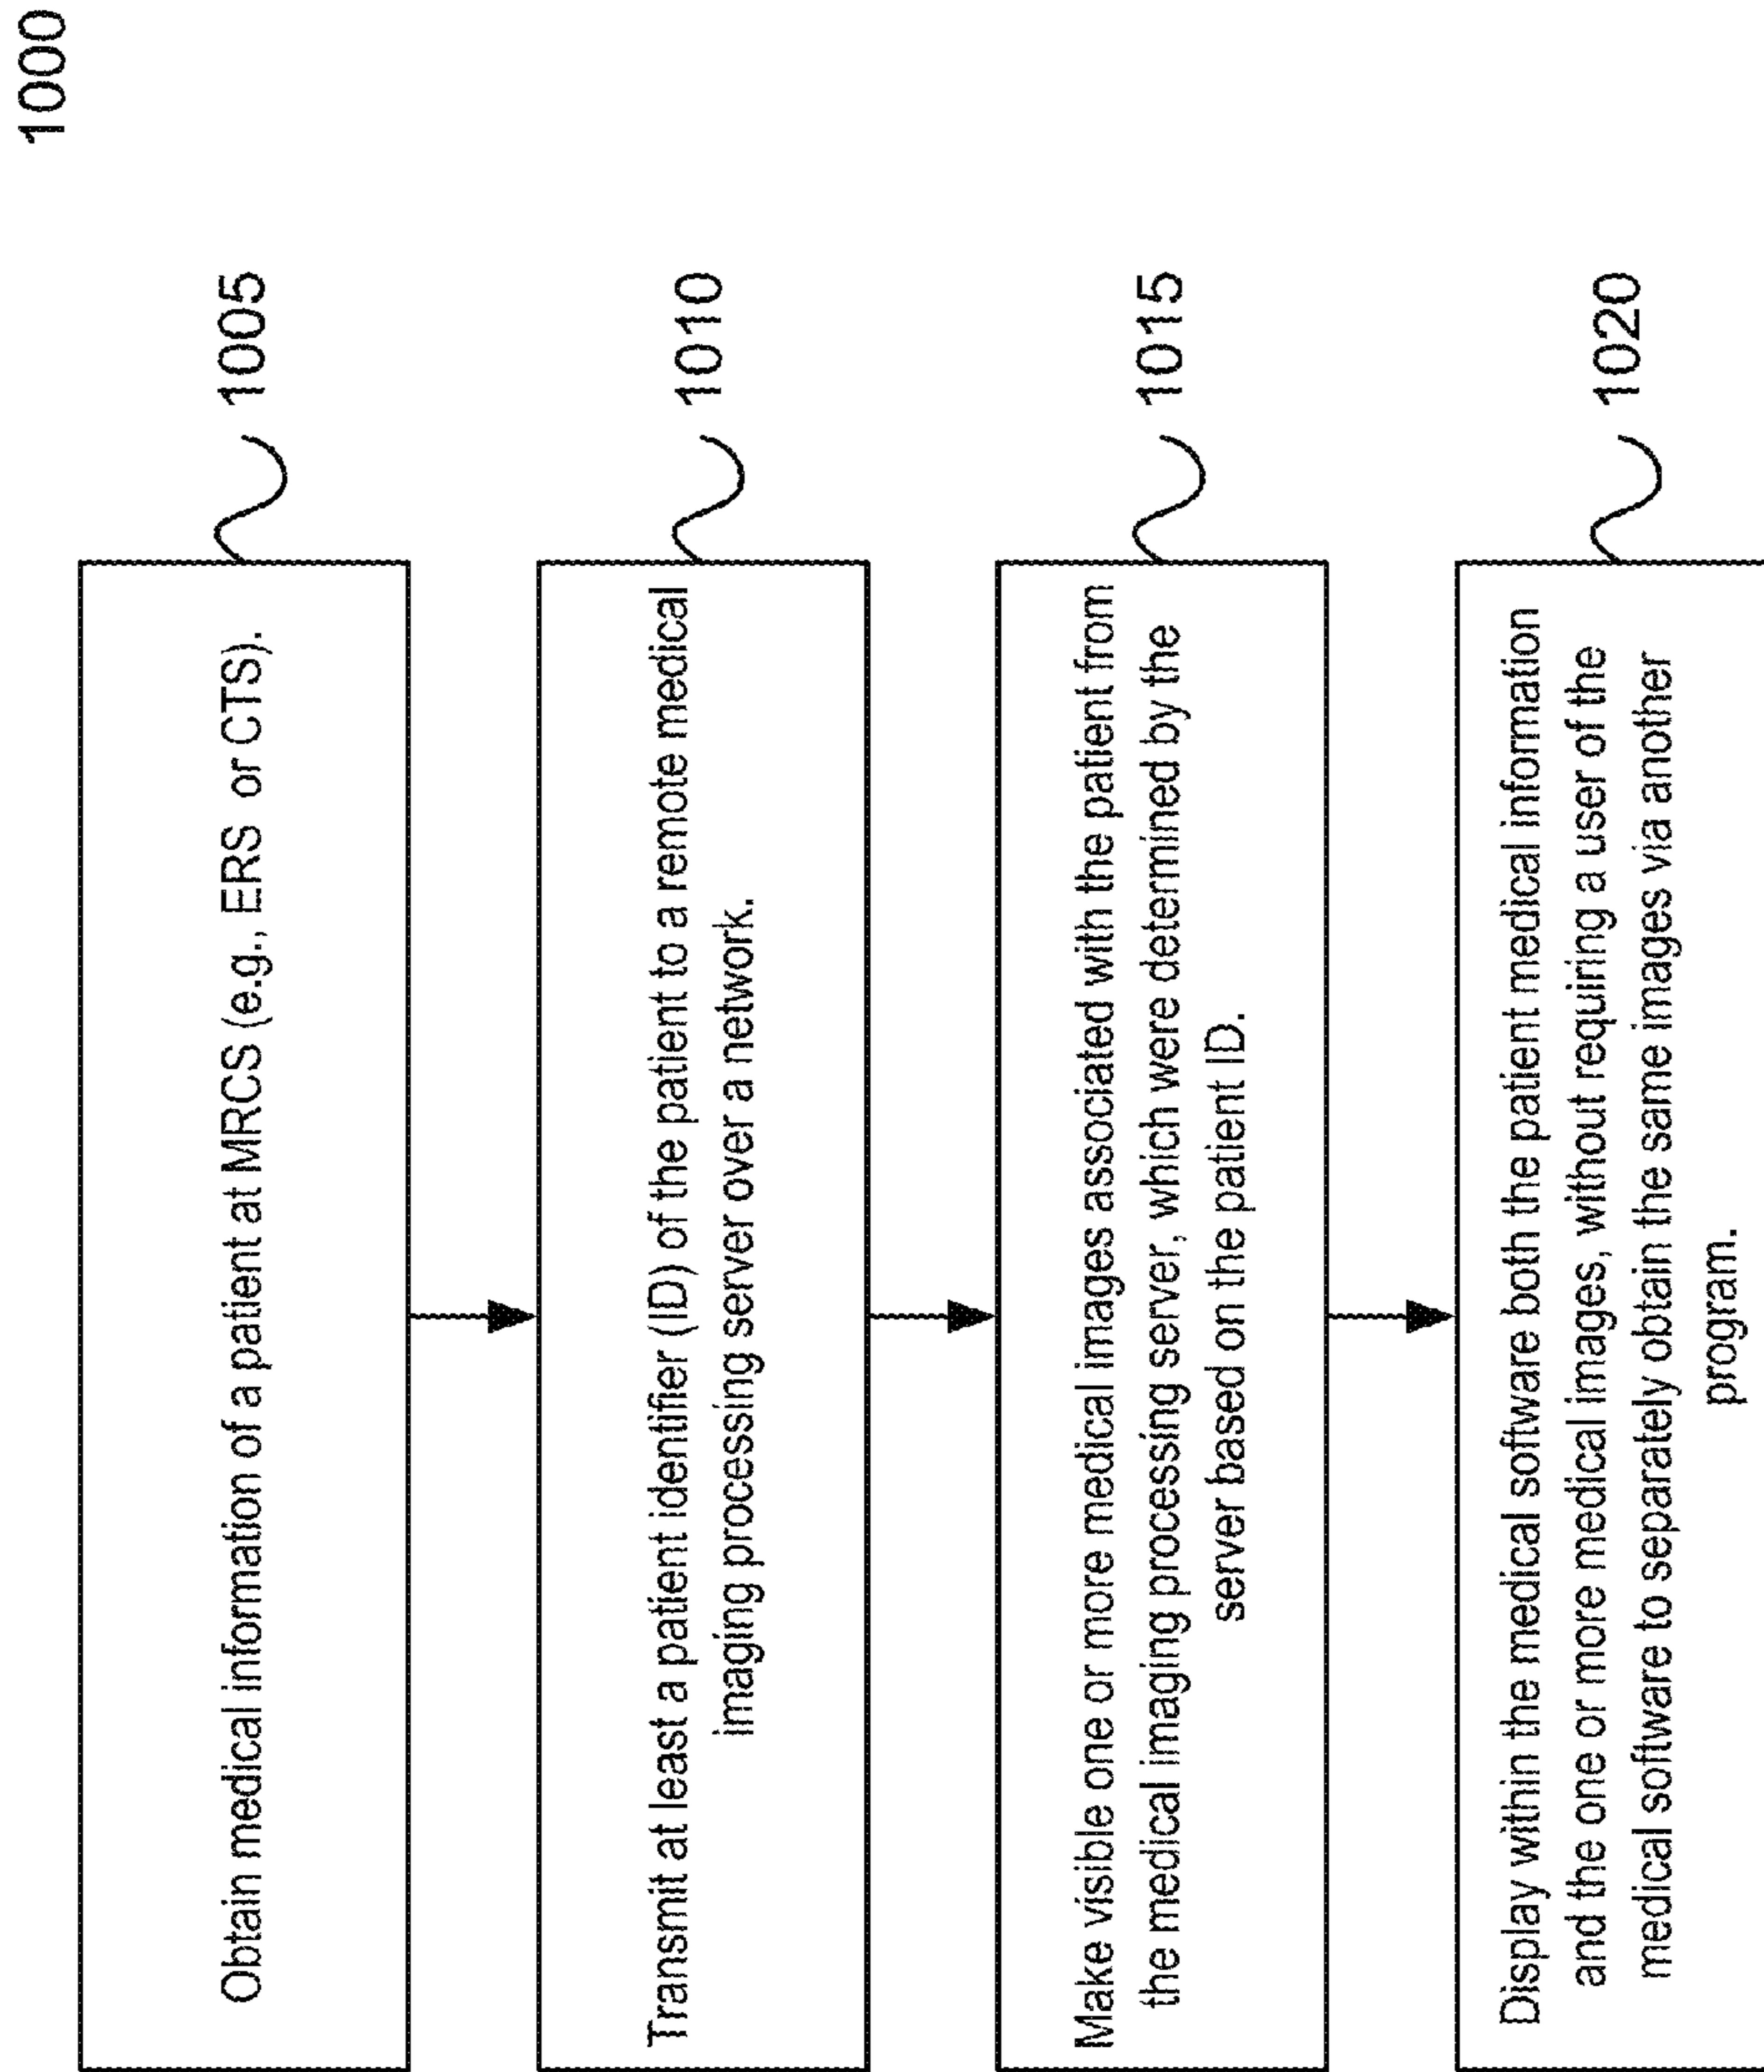 1000
Obtain medical information of a patient at MRCS (e.g., ERS or CTS).
1005
Transmit at least a patient identifier (ID) of the patient to a remote medical
imaging processing server over a network.
1010
Make visible one or more medical images associated with the patient from
the medical imaging processing server, which were determined by the
server based on the patient ID.
1015
Display within the medical software both the patient medical information
and the one or more medical images, without requiring a user of the
medical software to separately obtain the same images via another
program.
1020